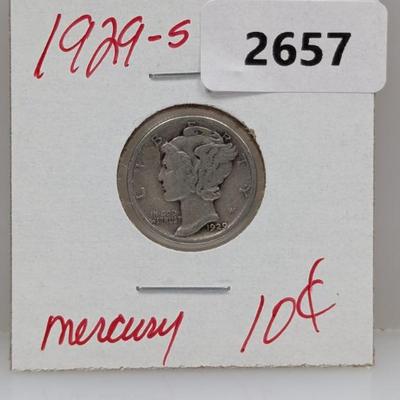 1929-S
2657
LIBERTY
IN GOD
WE TRUST
1929
mercury 10¢